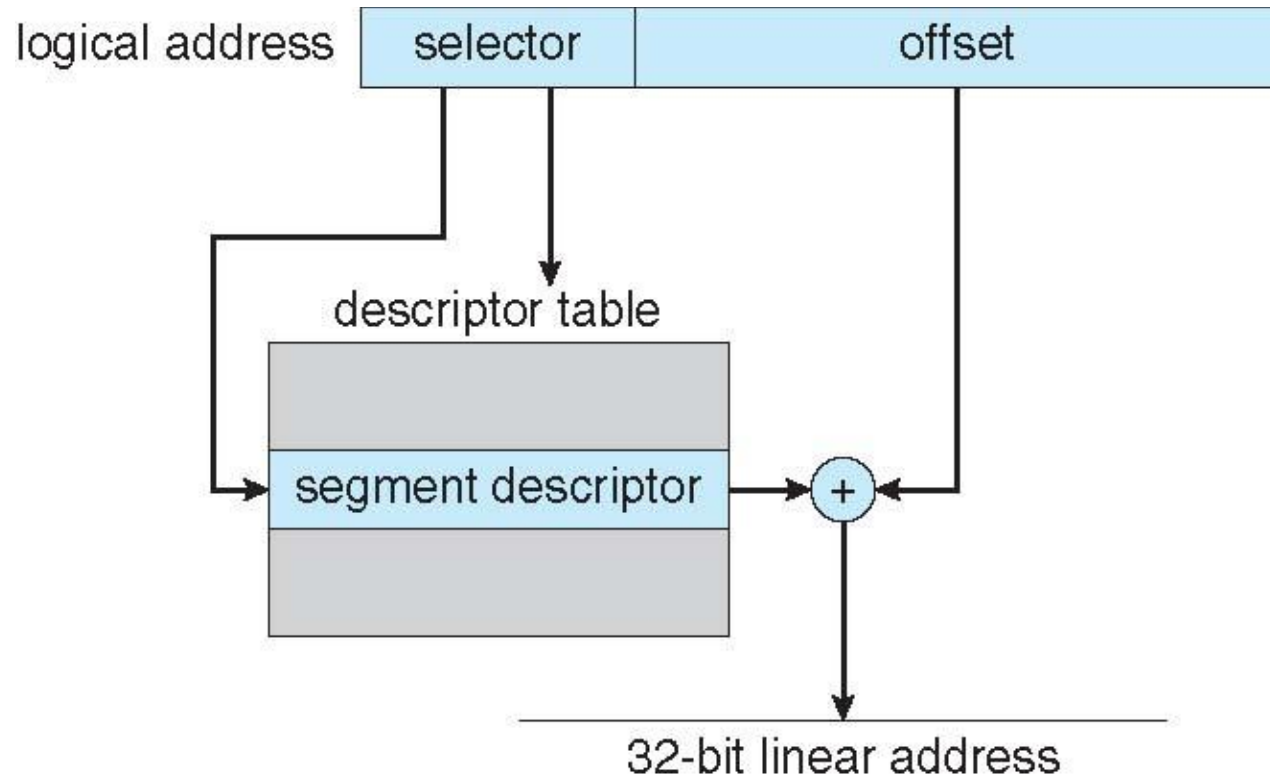 logical address selector offset
descriptor table
segment descriptor +
32-bit linear address